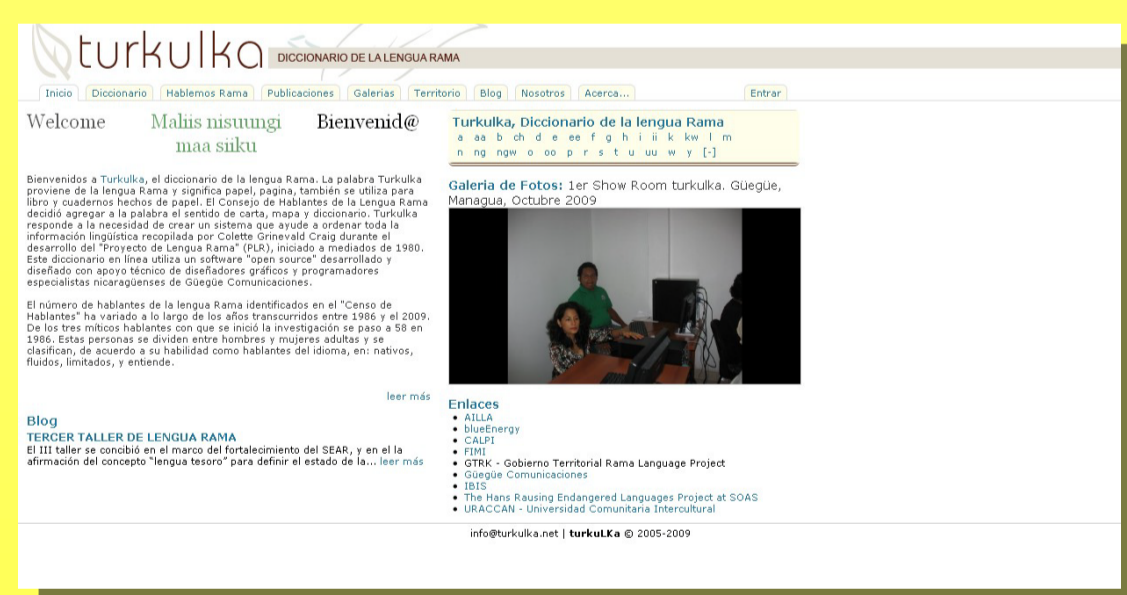 turkulka
DICCIONARIO DE LA LENGUA RAMA
Inicio Diccionario Hablemos Rama Publicaciones Galerias Territorio Blog Nosotros Acerca... Entrar
Welcome Maliis nisuungi Bienvenid@
maa siiku
Bienvenidos a Turkulka, el diccionario de la lengua Rama. La palabra Turkulka
proviene de la lengua Rama y significa papel, pagina, también se utiliza para
libro y cuadernos hechos de papel. El Consejo de Hablantes de la Lengua Rama
decidió agregar a la palabra el sentido de carta, mapa y diccionario. Turkulka
responde a la necesidad de crear un sistema que ayude a ordenar toda la
información lingüística recopilada por Colette Grinevald Craig durante el
desarrollo del "Proyecto de Lengua Rama" (PLR), iniciado a mediados de 1980.
Este diccionario en línea utiliza un software "open source" desarrollado y
diseñado con apoyo técnico de diseñadores gráficos y programadores
especialistas nicaragüenses de Güegüe Comunicaciones.
El número de hablantes de la lengua Rama identificados en el "Censo de
Hablantes" ha variado a lo largo de los años transcurridos entre 1986 y el 2009.
De los tres míticos hablantes con que se inició la investigación se paso a 58 en
1986. Estas personas se dividen entre hombres y mujeres adultas y se
clasifican, de acuerdo a su habilidad como hablantes del idioma, en: nativos,
fluidos, limitados, y entiende.
leer más
Blog
TERCER TALLER DE LENGUA RAMA
El III taller se concibió en el marco del fortalecimiento del SEAR, y en el la
afirmación del concepto "lengua tesoro" para definir el estado de la... leer más
Turkulka, Diccionario de la lengua Rama
a aa b ch d e ee f g h i ii k kw l m
n ng ngw o oo p r s t u uu w y [-]
Galeria de Fotos: 1er Show Room turkulka. Güegüe,
Managua, Octubre 2009
Enlaces
AILLA
blueEnergy
CALPI
FIMI
GTRK - Gobierno Territorial Rama Language Project
Güegüe Comunicaciones
IBIS
The Hans Rausing Endangered Languages Project at SOAS
URACCAN - Universidad Comunitaria Intercultural
info@turkulka.net | turkuLKa © 2005-2009